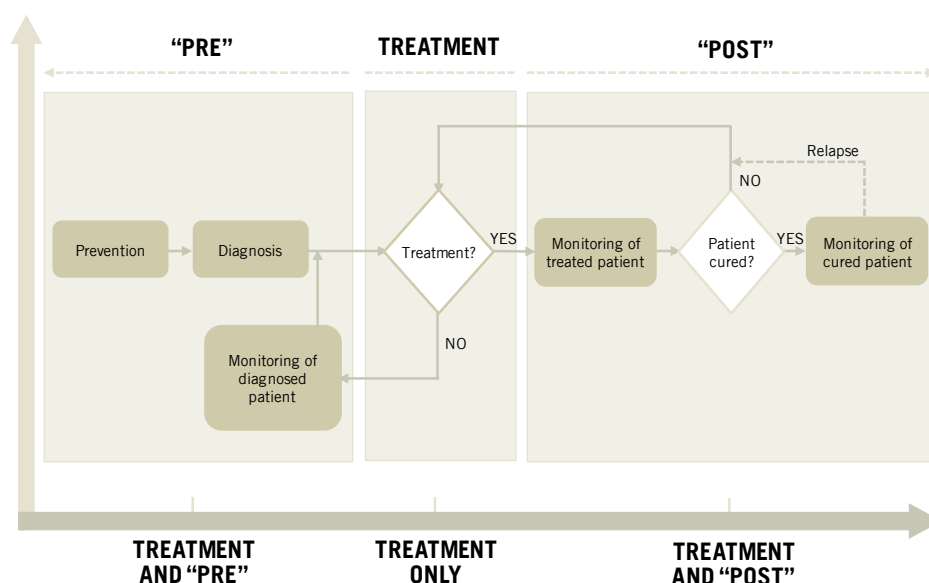 “PRE”
TREATMENT
“POST”
Relapse
NO
Prevention
Diagnosis
Treatment?
YES
Monitoring of
treated patient
Patient
cured?
YES
Monitoring of
cured patient
NO
Monitoring of
diagnosed
patient
TREATMENT
AND “PRE”
TREATMENT
ONLY
TREATMENT
AND “POST”